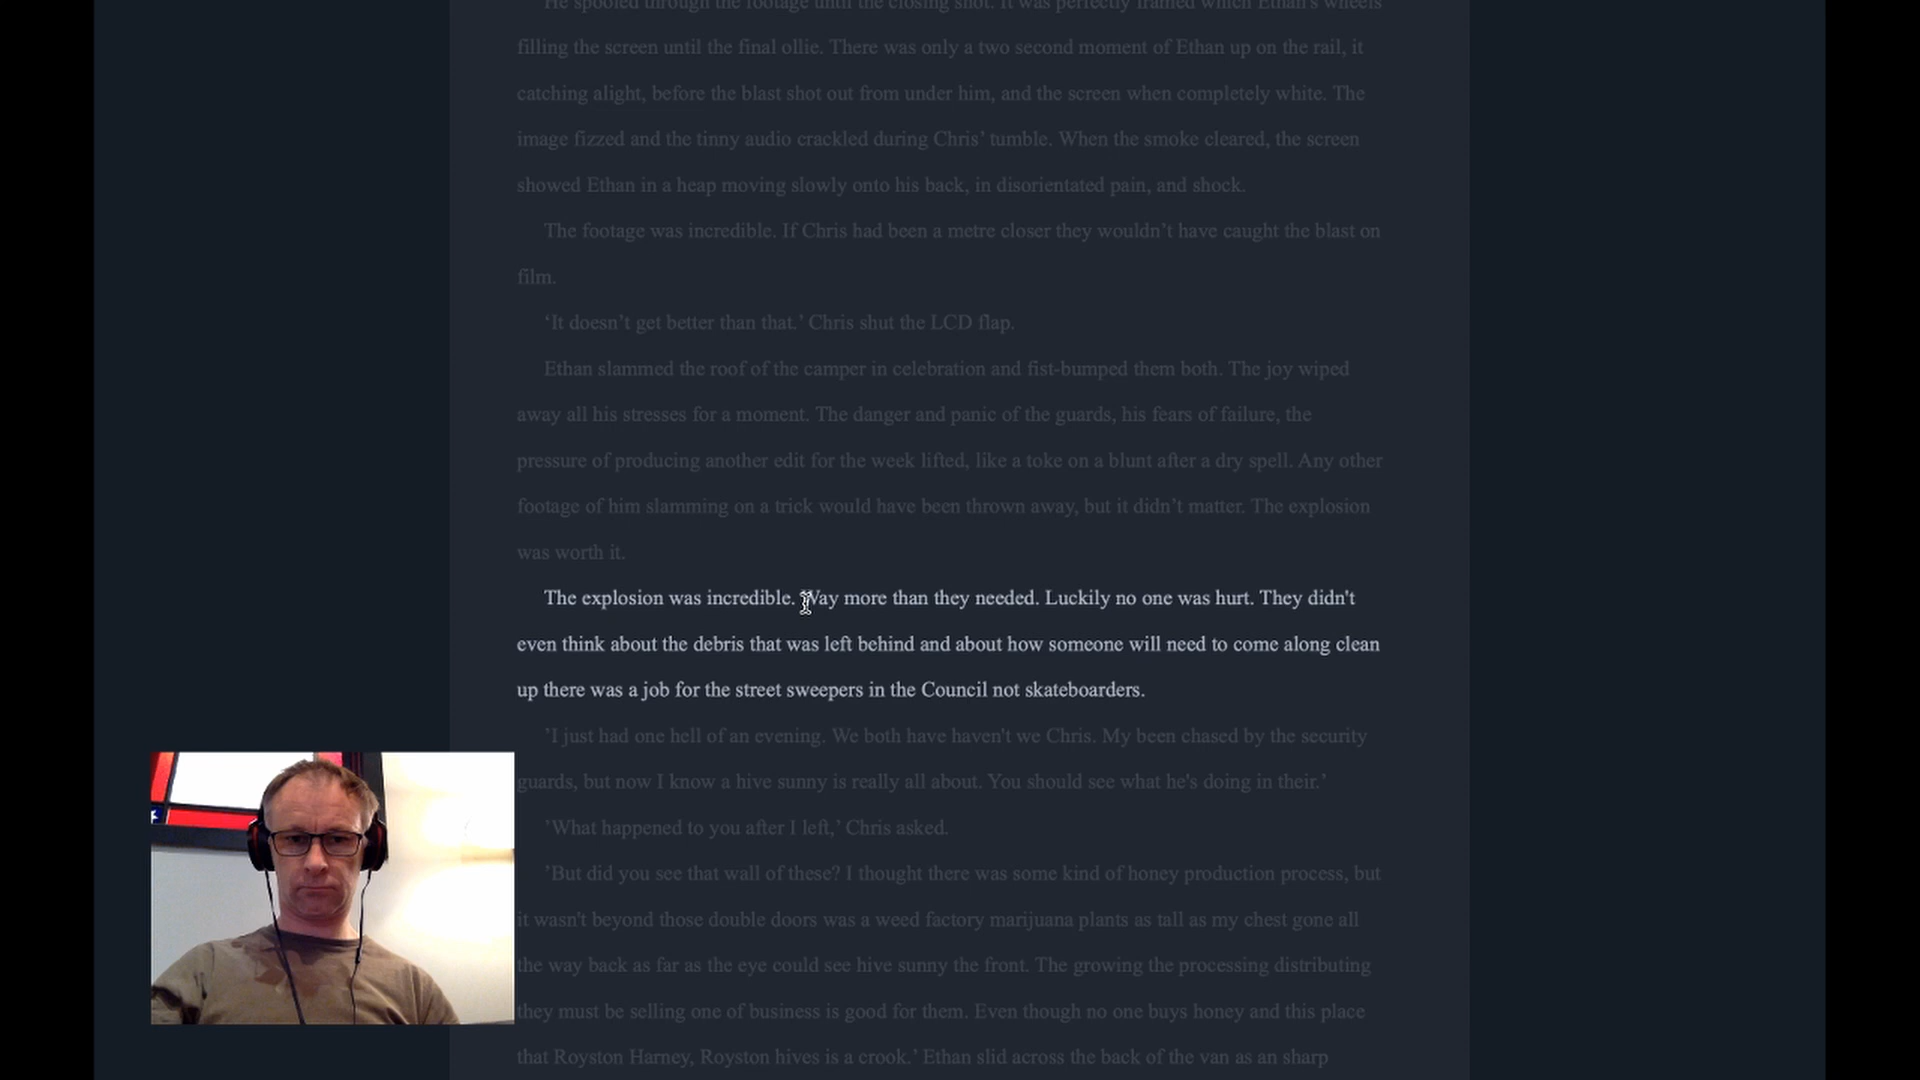 He spooled through the footage until the closing shot. It was perfectly framed which Ethan's wheels
filling the screen until the final ollie. There was only a two second moment of Ethan up on the rail, it
catching alight, before the blast shot out from under him, and the screen when completely white. The
image fizzed and the tinny audio crackled during Chris’ tumble. When the smoke cleared, the screen
showed Ethan in a heap moving slowly onto his back, in disorientated pain, and shock.
The footage was incredible. If Chris had been a metre closer they wouldn’t have caught the blast on
film.
‘It doesn’t get better than that.’ Chris shut the LCD flap.
Ethan slammed the roof of the camper in celebration and fist-bumped them both. The joy wiped
away all his stresses for a moment. The danger and panic of the guards, his fears of failure, the
pressure of producing another edit for the week lifted, like a toke on a blunt after a dry spell. Any other
footage of him slamming on a trick would have been thrown away, but it didn’t matter. The explosion
was worth it.
The explosion was incredible. Way more than they needed. Luckily no one was hurt. They didn't
even think about the debris that was left behind and about how someone will need to come along clean
up there was a job for the street sweepers in the Council not skateboarders.
’I just had one hell of an evening. We both have haven't we Chris. My been chased by the security
guards, but now I know a hive sunny is really all about. You should see what he's doing in their.’
’What happened to you after I left,’ Chris asked.
’But did you see that wall of these? I thought there was some kind of honey production process, but
it wasn't beyond those double doors was a weed factory marijuana plants as tall as my chest gone all
the way back as far as the eye could see hive sunny the front. The growing the processing distributing
they must be selling one of business is good for them. Even though no one buys honey and this place
that Royston Harney, Royston hives is a crook.’ Ethan slid across the back of the van as an sharp